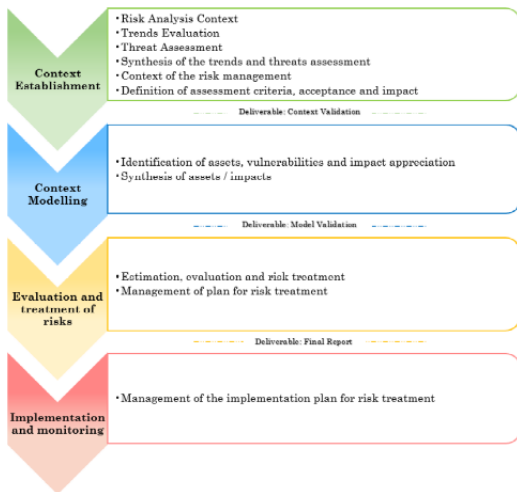 Context
Establishment
•Risk Analysis Context
•Trends Evaluation
•Threat Assessment
•Synthesis of the trends and threats assessment
•Context of the risk management
•Definition of assessment criteria, acceptance and impact
Deliverable: Context Validation
Context
Modelling
•Identification of assets, vulnerabilities and impact appreciation
•Synthesis of assets / impacts
Deliverable: Model Validation
Evaluation and
treatment of
risks
•Estimation, evaluation and risk treatment
•Management of plan for risk treatment
Deliverable: Final Report
Implementation
and monitoring
•Management of the implementation plan for risk treatment